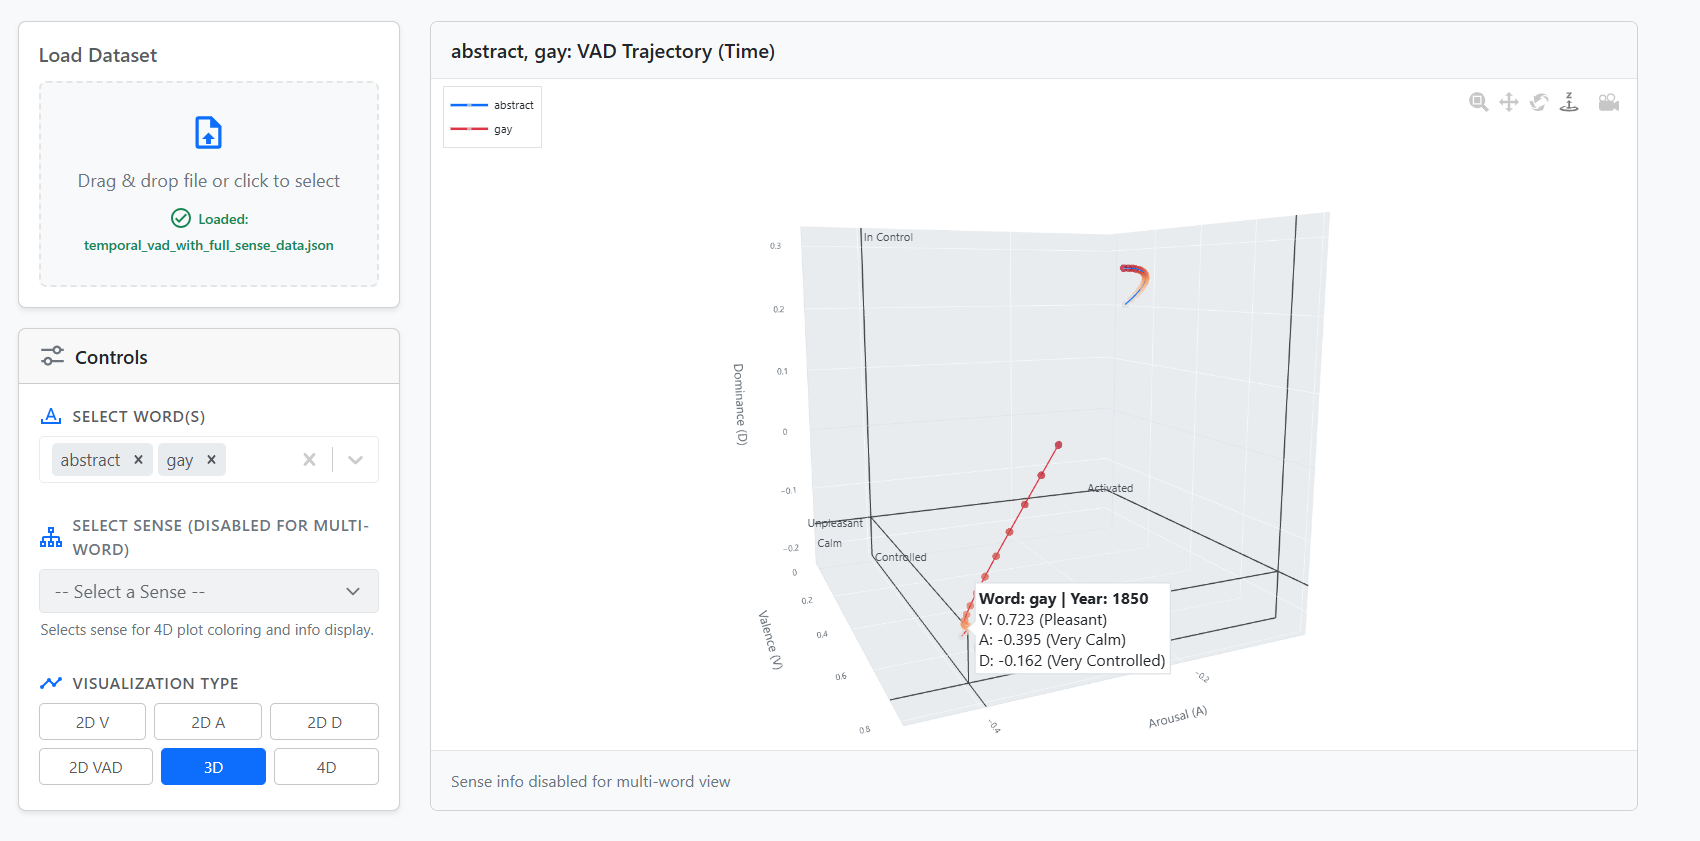 Load Dataset
Drag & drop file or click to select
Loaded:
temporal_vad_with_full_sense_data.json
Controls
SELECT WORD(S)
abstract × gay ×
SELECT SENSE (DISABLED FOR MULTI-
WORD)
-- Select a Sense --
Selects sense for 4D plot coloring and info display.
VISUALIZATION TYPE
2D V 2D A 2D D
2D VAD 3D 4D
abstract, gay: VAD Trajectory (Time)
abstract
gay
Z
In Control
0.3
0.2
0.1
0
−0.1
−0.2
Dominance (D)
Activated
Unpleasant
Calm
Controlled
0
0.2
0.4
0.6
0.8
Valence (V)
Word: gay | Year: 1850
V: 0.723 (Pleasant)
A: -0.395 (Very Calm)
D: -0.162 (Very Controlled)
−0.2
−0.4
Arousal (A)
Sense info disabled for multi-word view